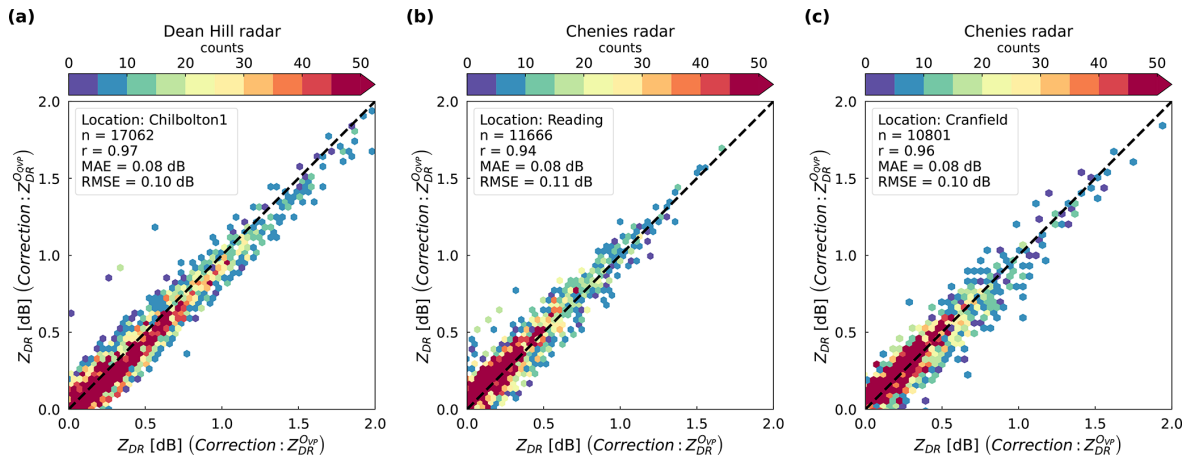 (a)
Dean Hill radar
counts
0 10 20 30 40 50
Location: Chilbolton1
n = 17062
r = 0.97
MAE = 0.08 dB
RMSE = 0.10 dB
2.0
1.5
1.0
0.5
0.0
Z_DR [dB] (Correction : Z_DR^O_VP)
0.0 0.5 1.0 1.5 2.0
Z_DR [dB] (Correction : Z_DR^O_VP)
(b)
Chenies radar
counts
0 10 20 30 40 50
Location: Reading
n = 11666
r = 0.94
MAE = 0.08 dB
RMSE = 0.11 dB
2.0
1.5
1.0
0.5
0.0
Z_DR [dB] (Correction : Z_DR^O_VP)
0.0 0.5 1.0 1.5 2.0
Z_DR [dB] (Correction : Z_DR^O_VP)
(c)
Chenies radar
counts
0 10 20 30 40 50
Location: Cranfield
n = 10801
r = 0.96
MAE = 0.08 dB
RMSE = 0.10 dB
2.0
1.5
1.0
0.5
0.0
Z_DR [dB] (Correction : Z_DR^O_VP)
0.0 0.5 1.0 1.5 2.0
Z_DR [dB] (Correction : Z_DR^O_VP)